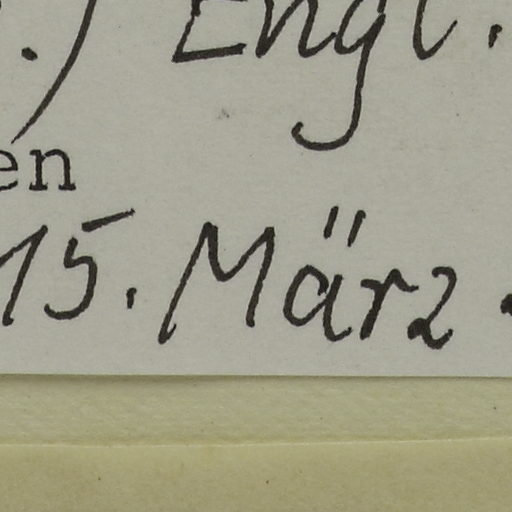 .) Engl.
en
15. März